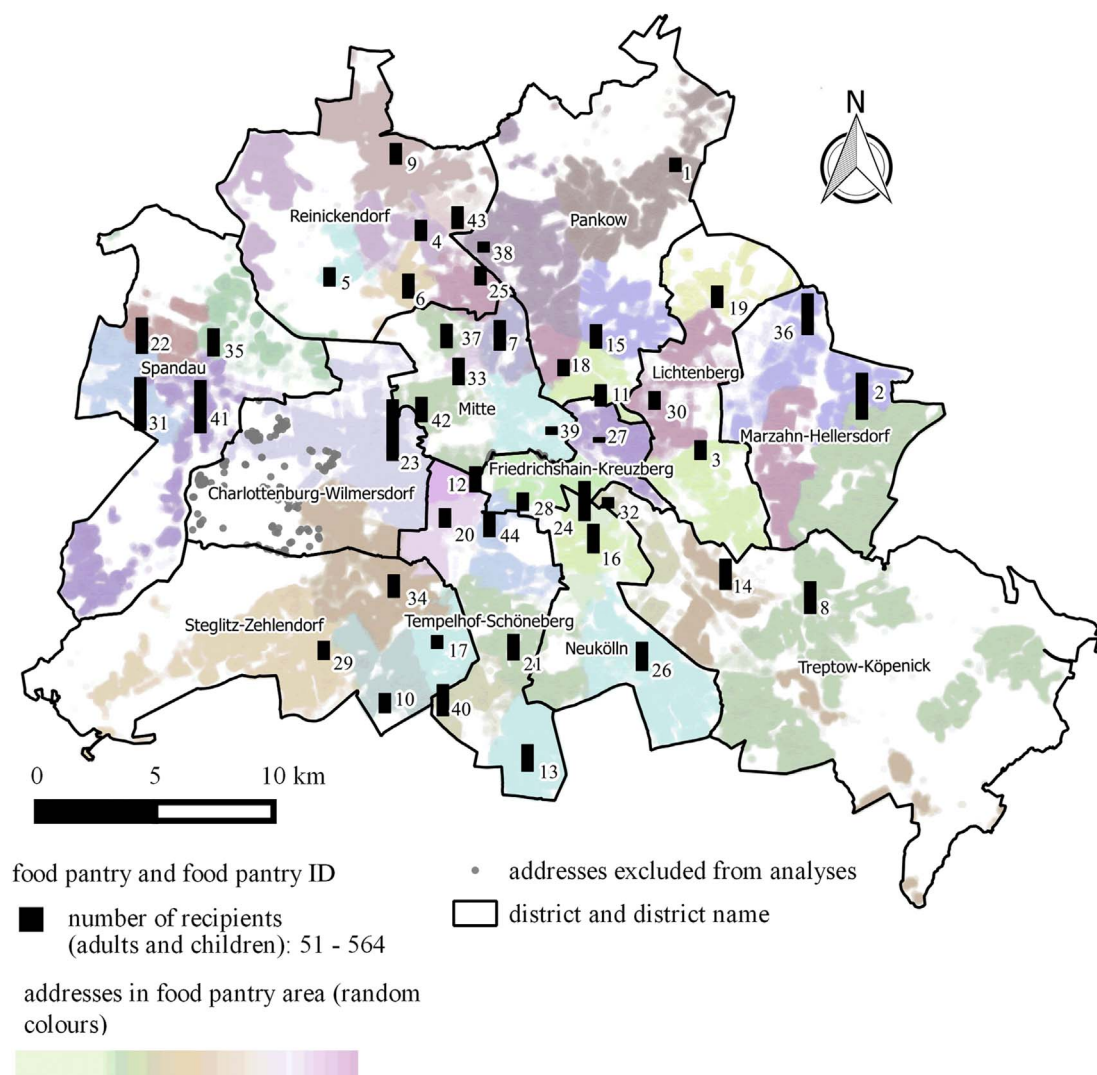 N
9
1
Reinickendorf
43
Pankow
4
38
5
6
25
19
36
22
35
37
7
15
Spandau
33
18
Lichtenberg
2
31
41
42
Mitte
11
30
39
27
Marzahn-Hellersdorf
23
3
Friedrichshain-Kreuzberg
Charlottenburg-Wilmersdorf
12
28
24
32
20
44
16
14
34
8
Steglitz-Zehlendorf
Tempelhof-Schöneberg
17
21
Neukölln
26
Treptow-Köpenick
29
10
40
13
0 5 10 km
food pantry and food pantry ID
addresses excluded from analyses
number of recipients
(adults and children): 51 - 564
district and district name
addresses in food pantry area (random
colours)